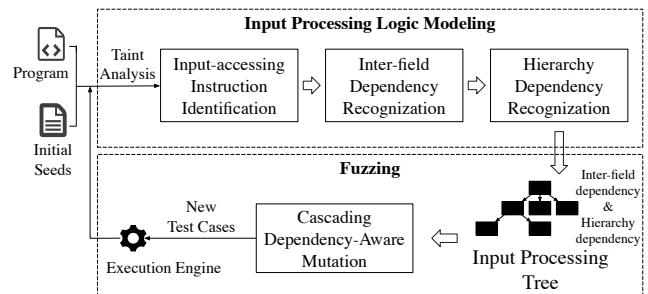 Input Processing Logic Modeling
Program
Initial
Seeds
Taint
Analysis
Input-accessing
Instruction
Identification
Inter-field
Dependency
Recognization
Hierarchy
Dependency
Recognization
Fuzzing
Inter-field
dependency
&
Hierarchy
dependency
Input Processing
Tree
Cascading
Dependency-Aware
Mutation
New
Test Cases
Execution Engine